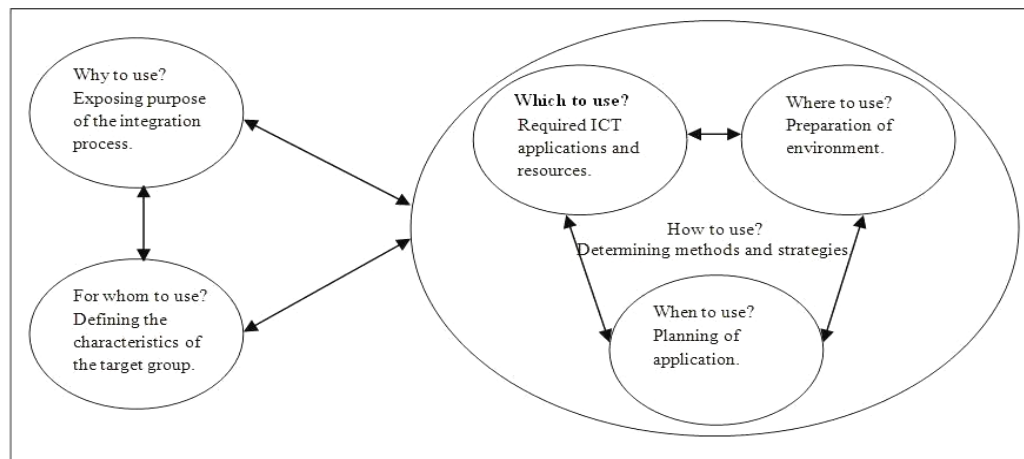 Why to use?
Exposing purpose
of the integration
process.
For whom to use?
Defining the
characteristics of
the target group.
Which to use?
Required ICT
applications and
resources.
Where to use?
Preparation of
environment.
How to use?
Determining methods and strategies
When to use?
Planning of
application.